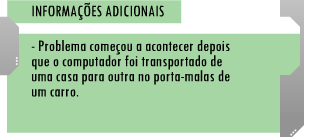 INFORMAÇÕES ADICIONAIS
- Problema começou a acontecer depois
que o computador foi transportado de
uma casa para outra no porta-malas de
um carro.